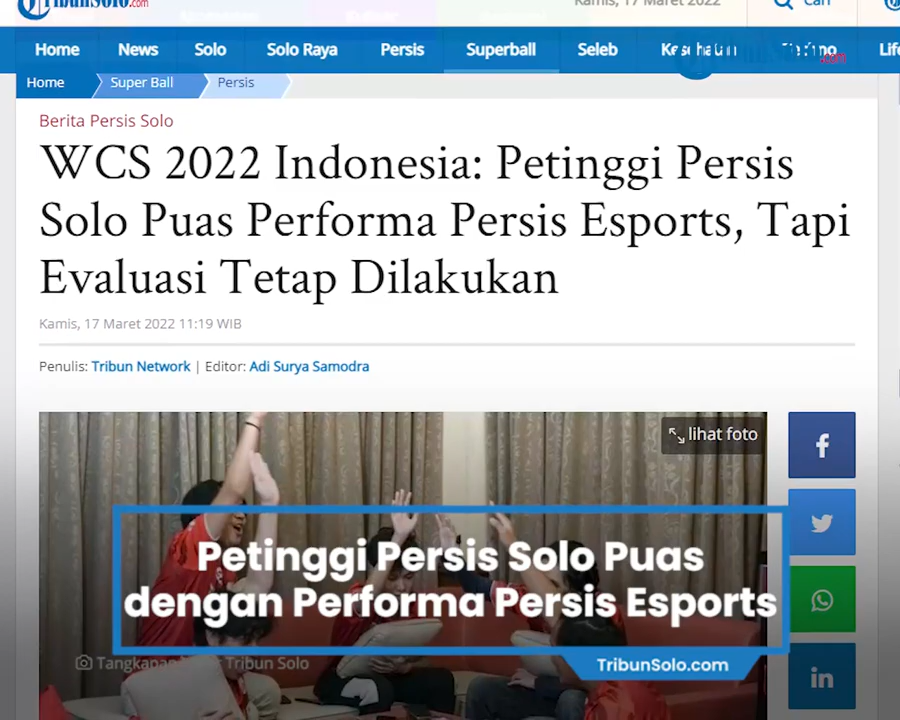 TribunSolo.com
Kamis, 17 Maret 2022
Cari
Home News Solo Solo Raya Persis Superball Seleb
Home Super Ball Persis
Berita Persis Solo
WCS 2022 Indonesia: Petinggi Persis
Solo Puas Performa Persis Esports, Tapi
Evaluasi Tetap Dilakukan
Kamis, 17 Maret 2022 11:19 WIB
Penulis: Tribun Network | Editor: Adi Surya Samodra
lihat foto
Petinggi Persis Solo Puas
dengan Performa Persis Esports
Tribun Solo
TribunSolo.com